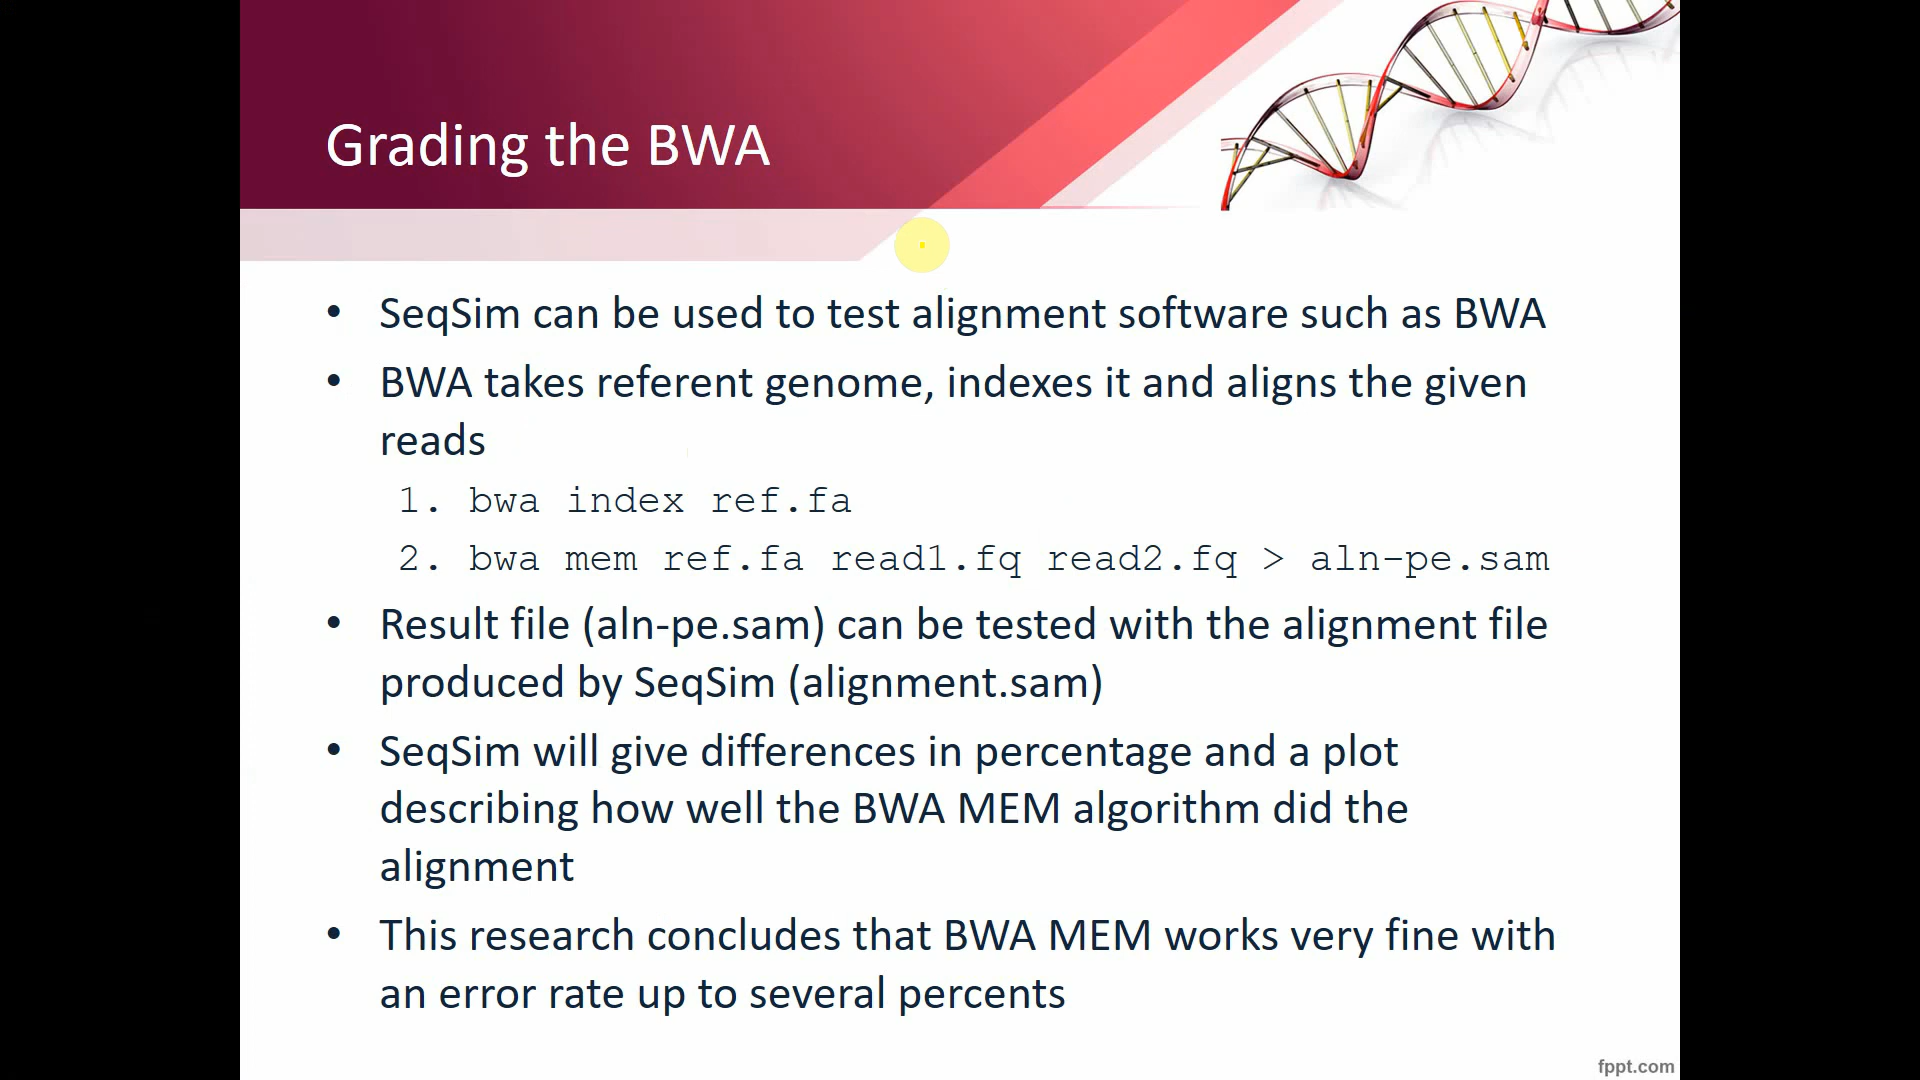 Grading the BWA
• SeqSim can be used to test alignment software such as BWA
• BWA takes referent genome, indexes it and aligns the given
reads
1. bwa index ref.fa
2. bwa mem ref.fa read1.fq read2.fq > aln-pe.sam
• Result file (aln-pe.sam) can be tested with the alignment file
produced by SeqSim (alignment.sam)
• SeqSim will give differences in percentage and a plot
describing how well the BWA MEM algorithm did the
alignment
• This research concludes that BWA MEM works very fine with
an error rate up to several percents
fppt.com